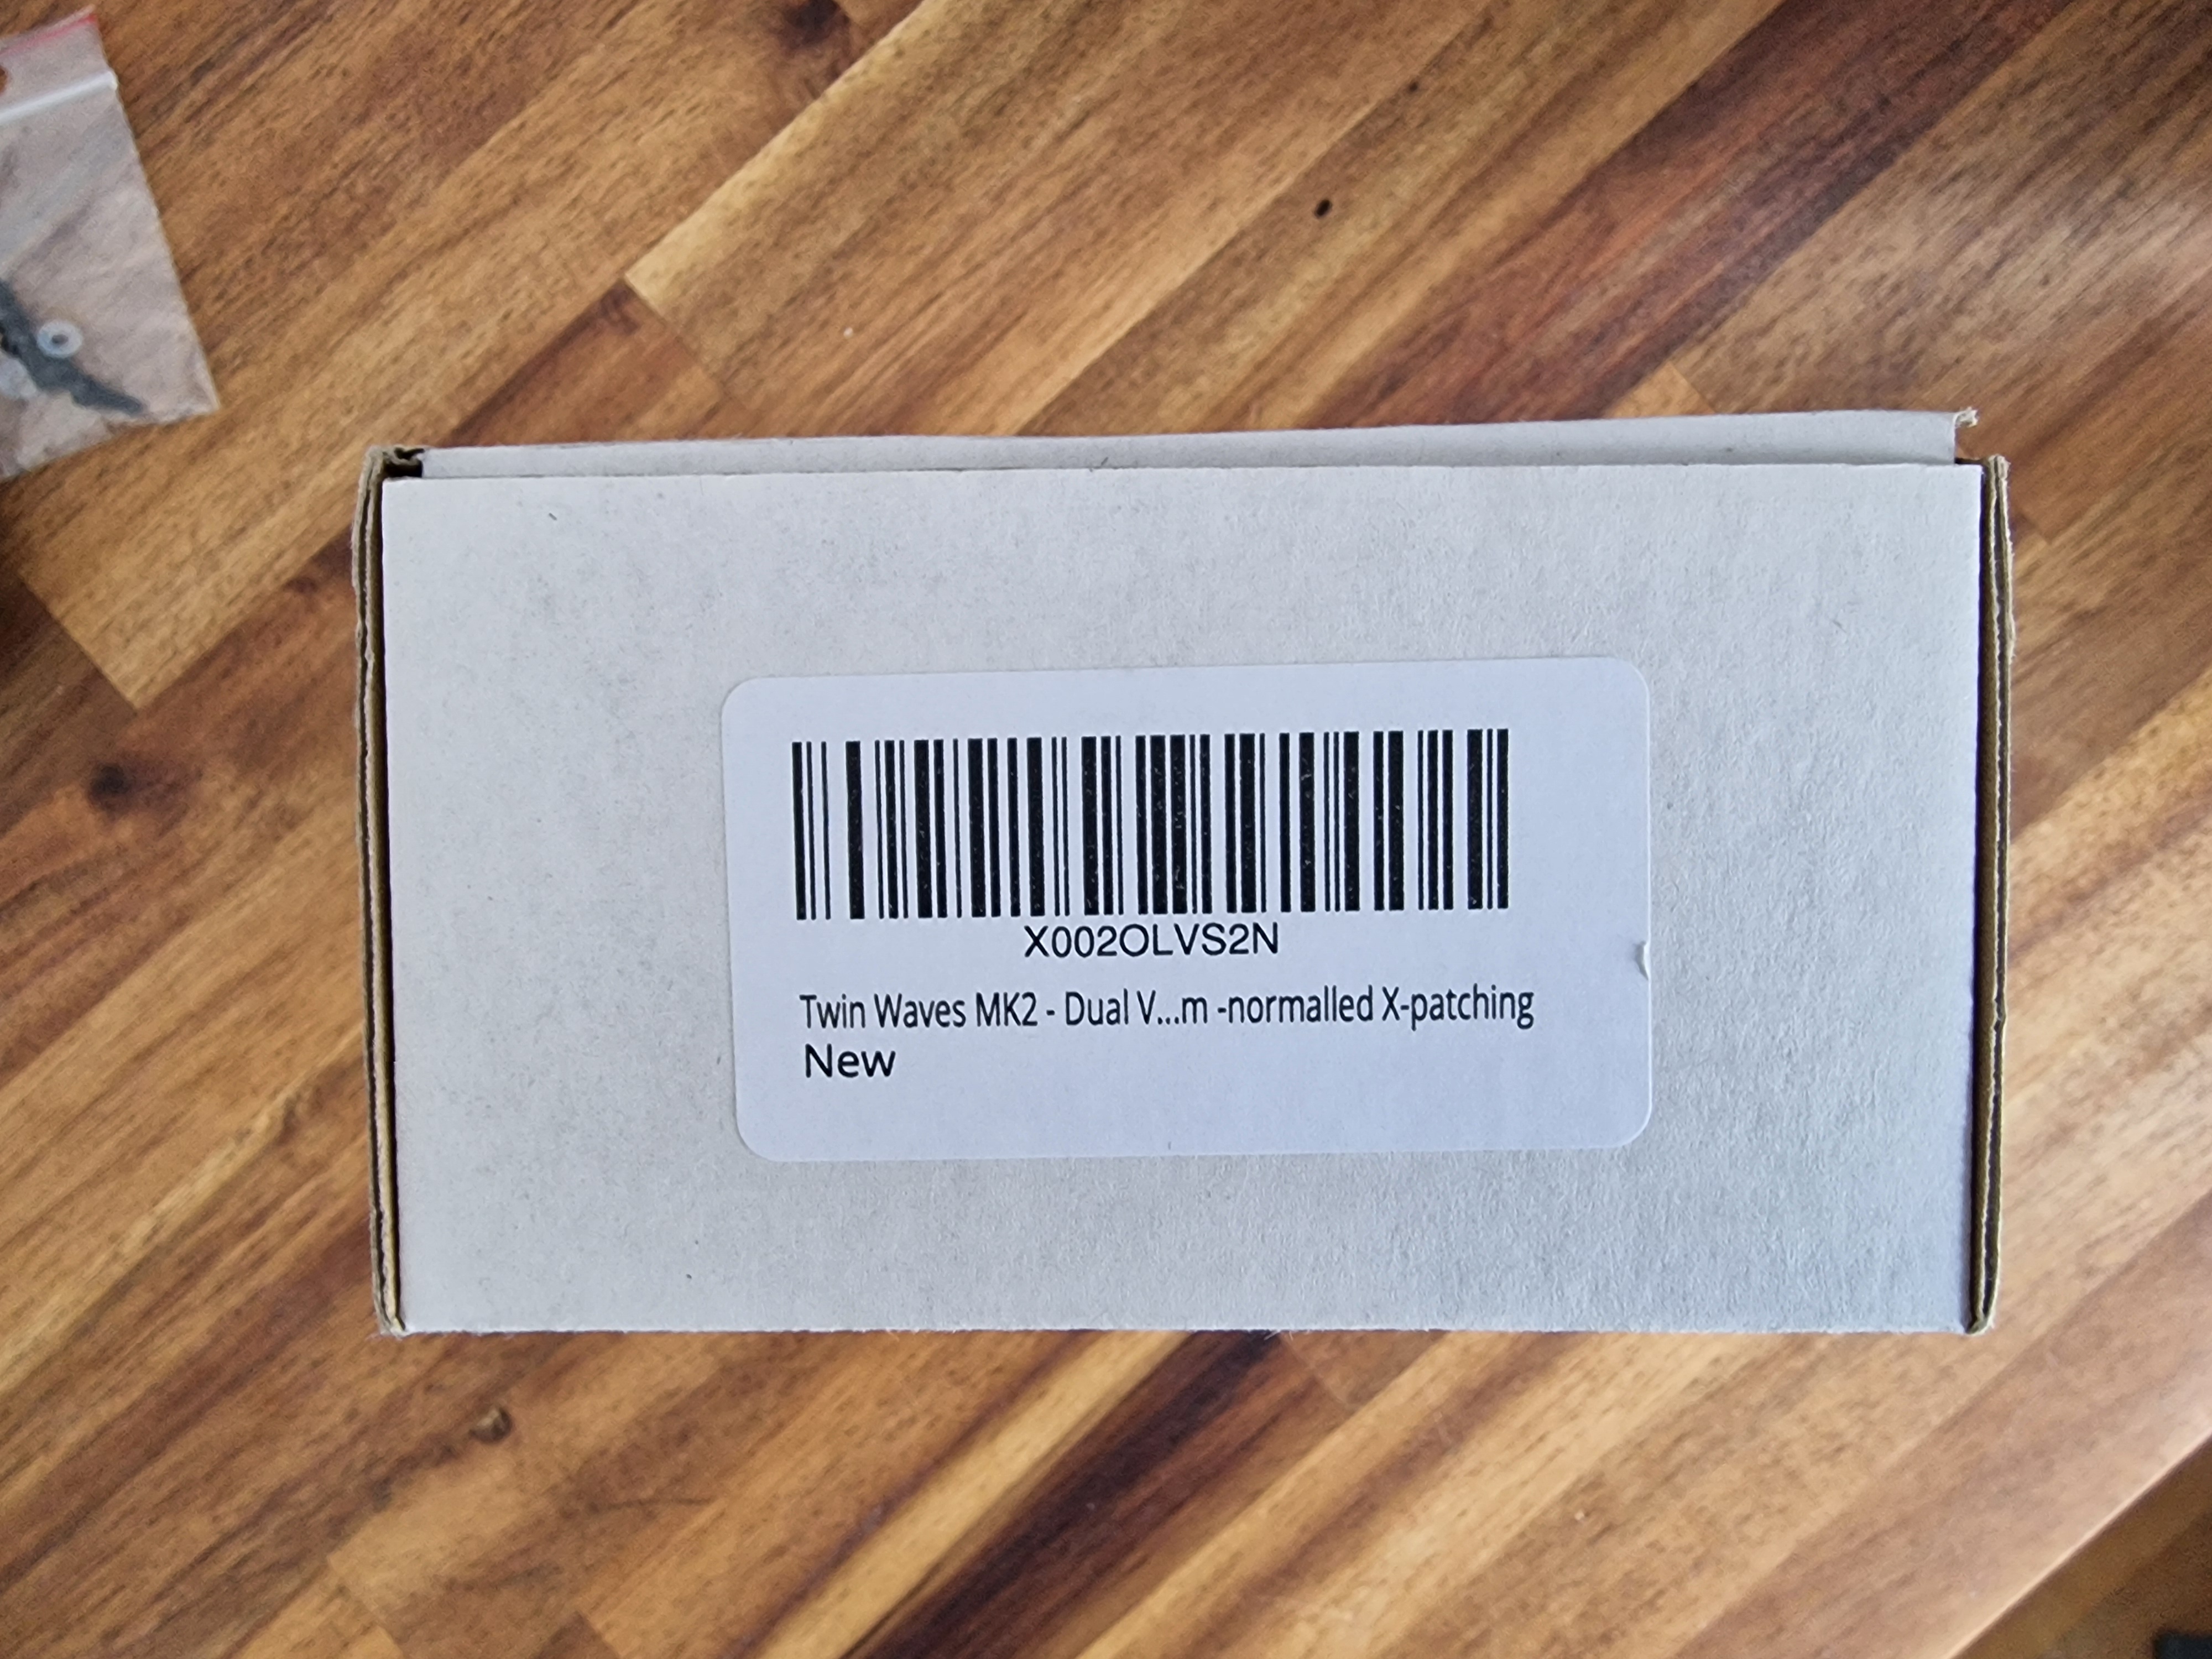 X002OLVS2N
Twin Waves MK2 - Dual V...m -normalled X-patching
New